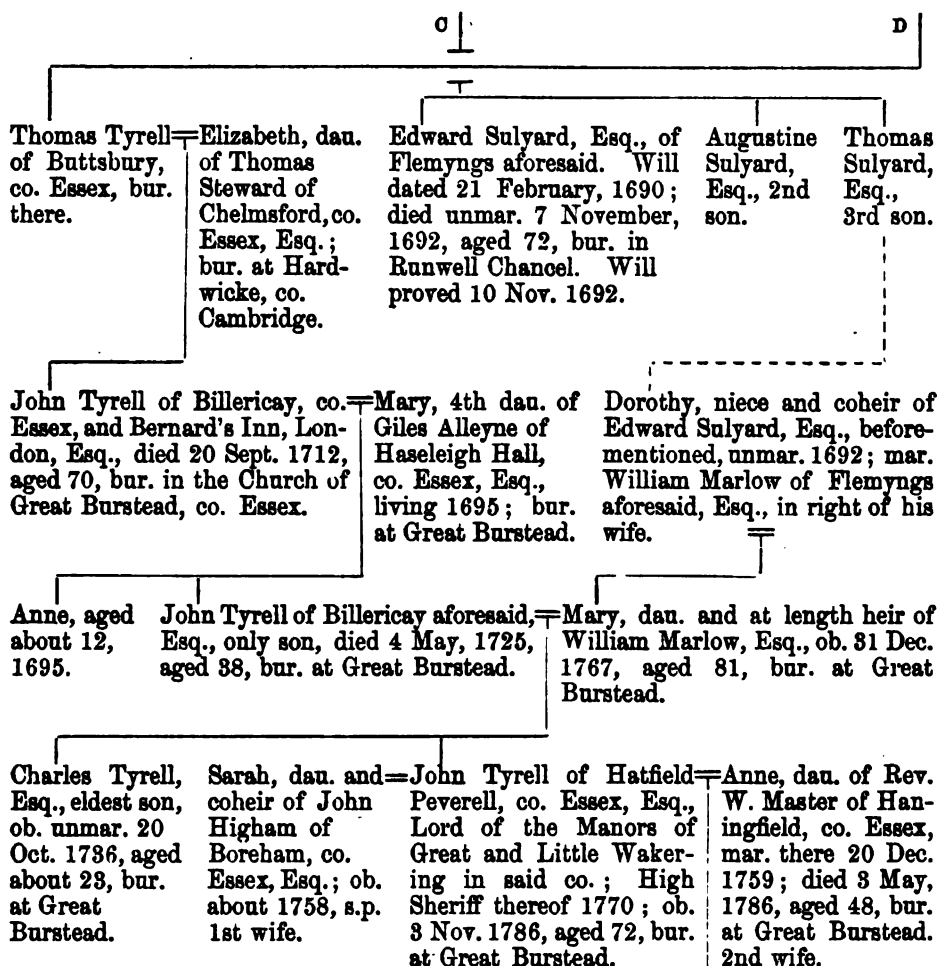 C D
Thomas Tyrell=Elizabeth, dau.
of Buttsbury,
co. Essex, bur.
there.
of Thomas
Steward of
Chelmsford, co.
Essex, Esq.;
bur. at Hard-
wicke, co.
Cambridge.
Edward Sulyard, Esq., of
Flemyngs aforesaid. Will
dated 21 February, 1690;
died unmar. 7 November,
1692, aged 72, bur. in
Runwell Chancel. Will
proved 10 Nov. 1692.
Augustine
Sulyard,
Esq., 2nd
son.
Thomas
Sulyard,
Esq.,
3rd son.
John Tyrell of Billericay, co.=
Essex, and Bernard's Inn, Lon-
don, Esq., died 20 Sept. 1712,
aged 70, bur. in the Church of
Great Burstead, co. Essex.
Mary, 4th dau. of
Giles Alleyne of
Haseleigh Hall,
co. Essex, Esq.,
living 1695; bur.
at Great Burstead.
Dorothy, niece and coheir of
Edward Sulyard, Esq., before-
mentioned, unmar. 1692; mar.
William Marlow of Flemyngs
aforesaid, Esq., in right of his
wife. =
Anne, aged
about 12,
1695.
John Tyrell of Billericay aforesaid,=
Esq., only son, died 4 May, 1725,
aged 38, bur. at Great Burstead.
Mary, dau. and at length heir of
William Marlow, Esq., ob. 31 Dec.
1767, aged 81, bur. at Great
Burstead.
Charles Tyrell,
Esq., eldest son,
ob. unmar. 20
Oct. 1736, aged
about 23, bur.
at Great
Burstead.
Sarah, dau. and=
coheir of John
Higham of
Boreham, co.
Essex, Esq.; ob.
about 1758, s.p.
1st wife.
John Tyrell of Hatfield=
Peverell, co. Essex, Esq.,
Lord of the Manors of
Great and Little Waker-
ing in said co.; High
Sheriff thereof 1770; ob.
3 Nov. 1786, aged 72, bur.
at Great Burstead.
Anne, dau. of Rev.
W. Master of Han-
ingfield, co. Essex,
mar. there 20 Dec.
1759; died 3 May,
1786, aged 48, bur.
at Great Burstead.
2nd wife.